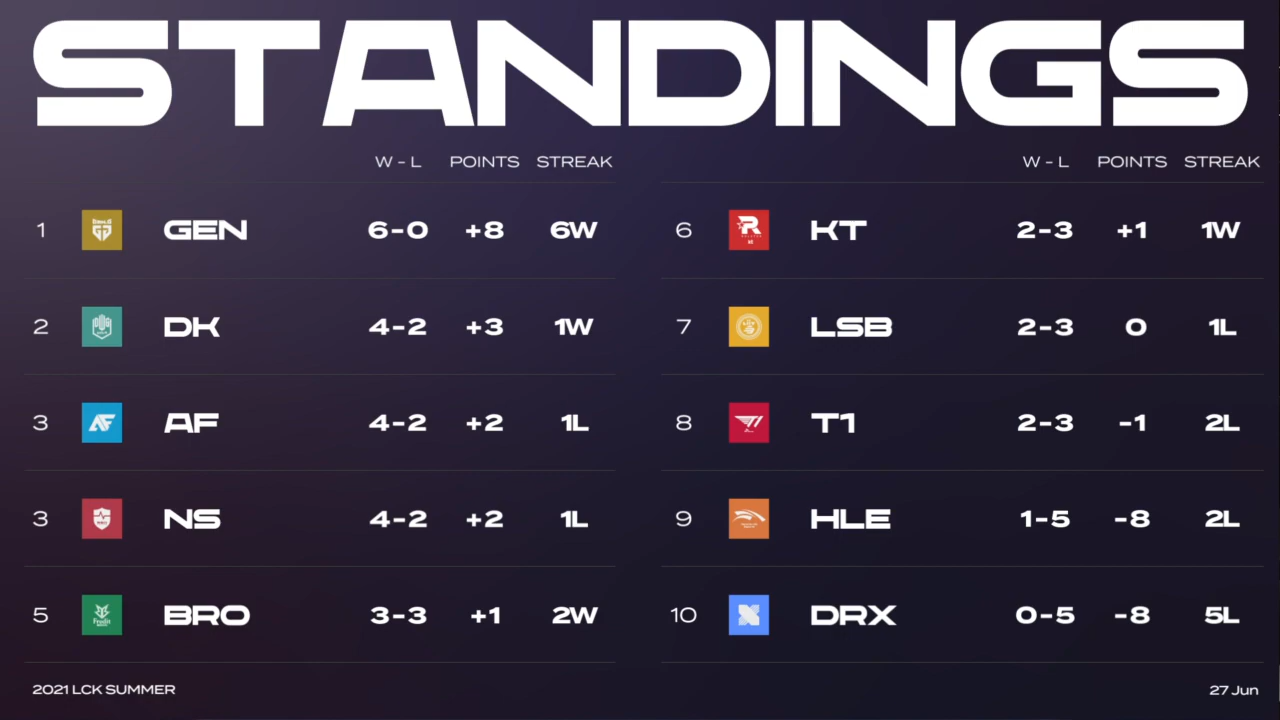 STANDINGS
W - L POINTS STREAK
1 GEN 6-0 +8 6W
2 DK 4-2 +3 1W
3 AF 4-2 +2 1L
3 NS 4-2 +2 1L
5 BRO 3-3 +1 2W
W - L POINTS STREAK
6 KT 2-3 +1 1W
7 LSB 2-3 0 1L
8 T1 2-3 -1 2L
9 HLE 1-5 -8 2L
10 DRX 0-5 -8 5L
2021 LCK SUMMER
27 Jun